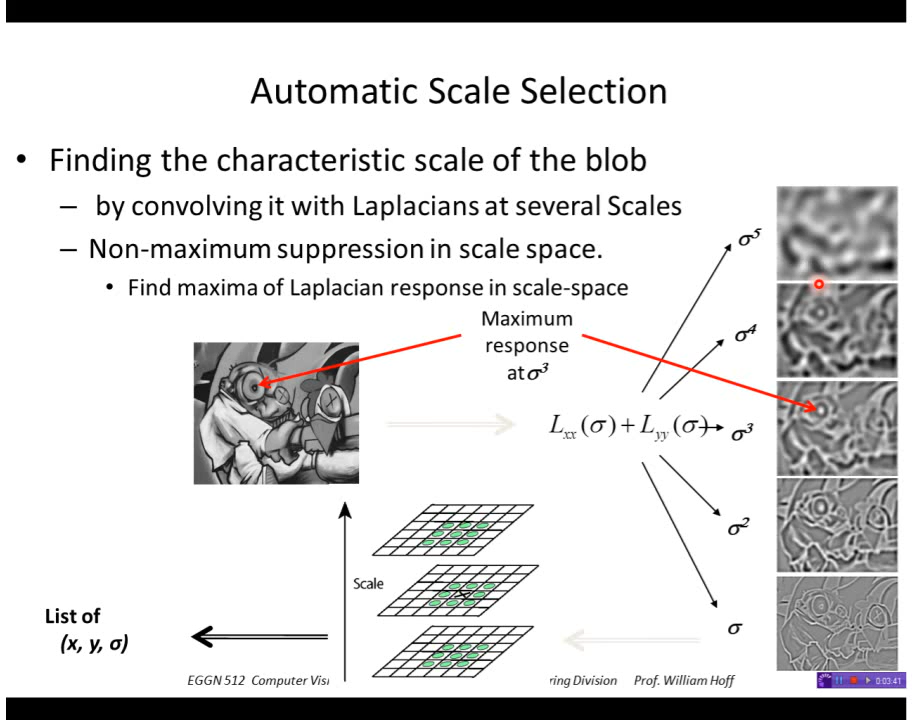 Automatic Scale Selection
• Finding the characteristic scale of the blob
– by convolving it with Laplacians at several Scales
– Non-maximum suppression in scale space.
• Find maxima of Laplacian response in scale-space
Maximum
response
at σ³
σ⁵
σ⁴
Lₓₓ(σ) + Lᵧᵧ(σ)
σ³
σ²
σ
Scale
List of
(x, y, σ)
EGGN 512 Computer Visi
ring Division Prof. William Hoff
0:03:41